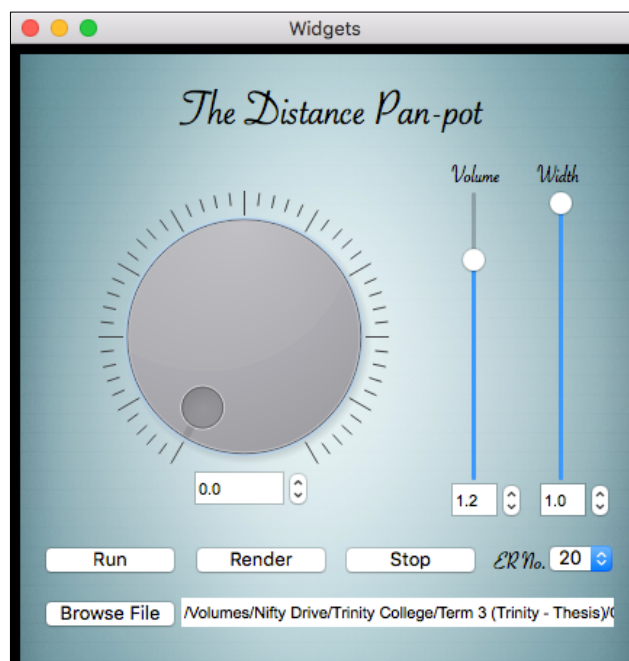 Widgets
The Distance Pan-pot
Volume Width
0.0
1.2 1.0
Run Render Stop ER No. 20
Browse File /Volumes/Nifty Drive/Trinity College/Term 3 (Trinity - Thesis)/